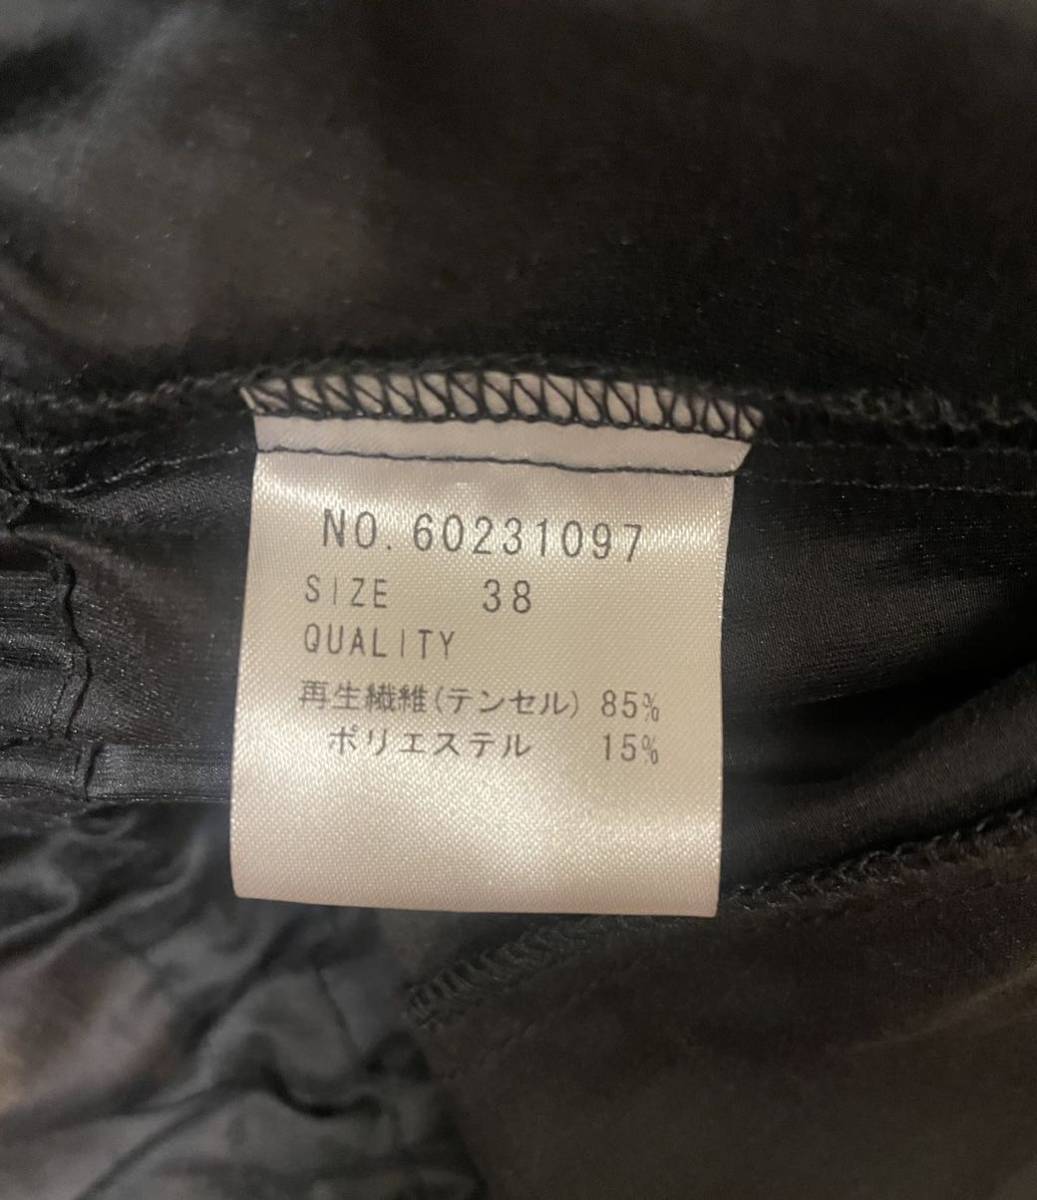 NO. 60231097
SIZE 38
QUALITY
再生繊維(テンセル) 85%
ポリエステル 15%